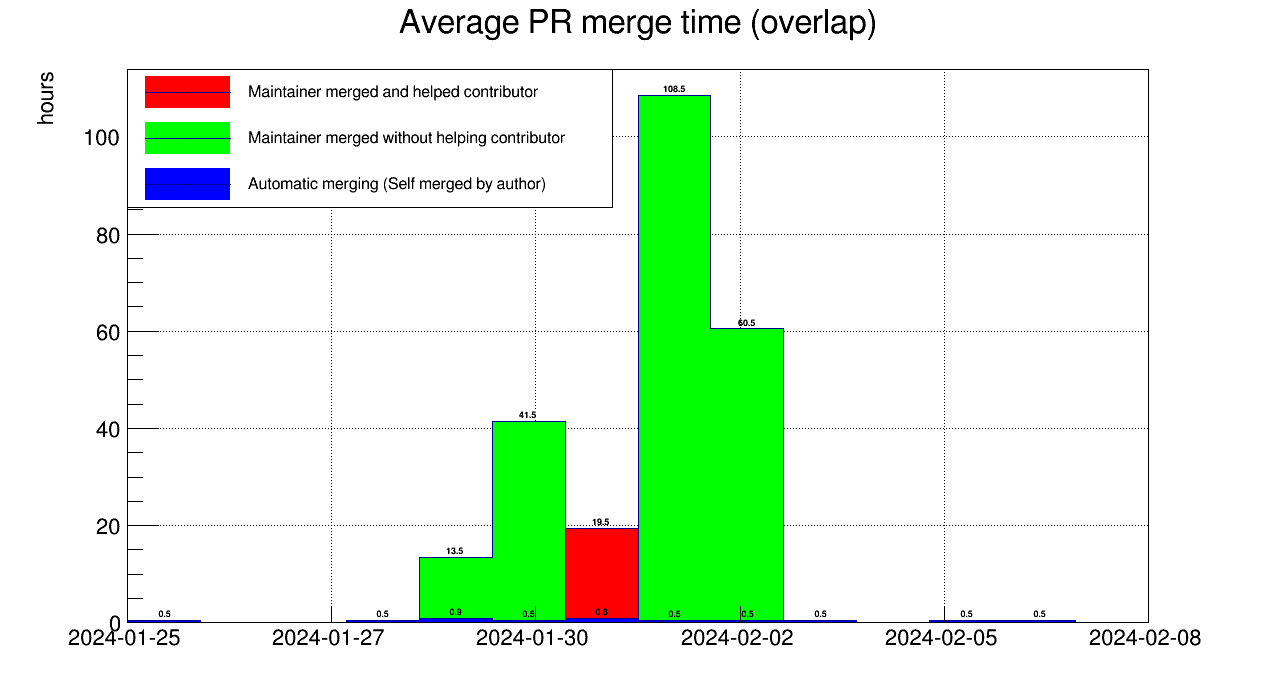 Average PR merge time (overlap)
hours
Maintainer merged and helped contributor
Maintainer merged without helping contributor
Automatic merging (Self merged by author)
100
80
60
40
20
0
108.5
60.5
41.5
19.5
13.5
0.5 0.5 0.9 0.5 0.8 0.5 0.5 0.5 0.5 0.5
2024-01-25 2024-01-27 2024-01-30 2024-02-02 2024-02-05 2024-02-08